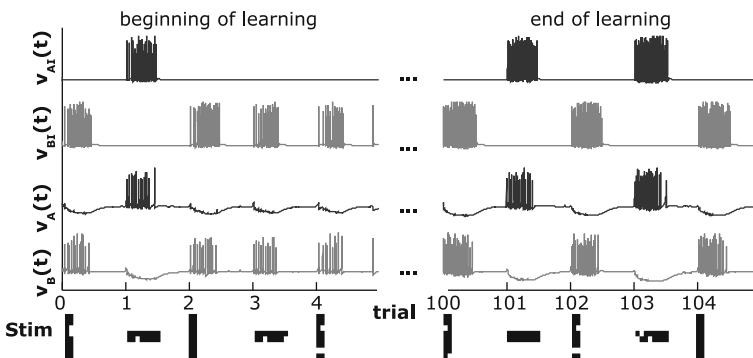 beginning of learning
end of learning
v_AI(t)
v_BI(t)
v_A(t)
v_B(t)
... ...
... ...
... ...
... ...
0 1 2 3 4 trial 100 101 102 103 104
Stim